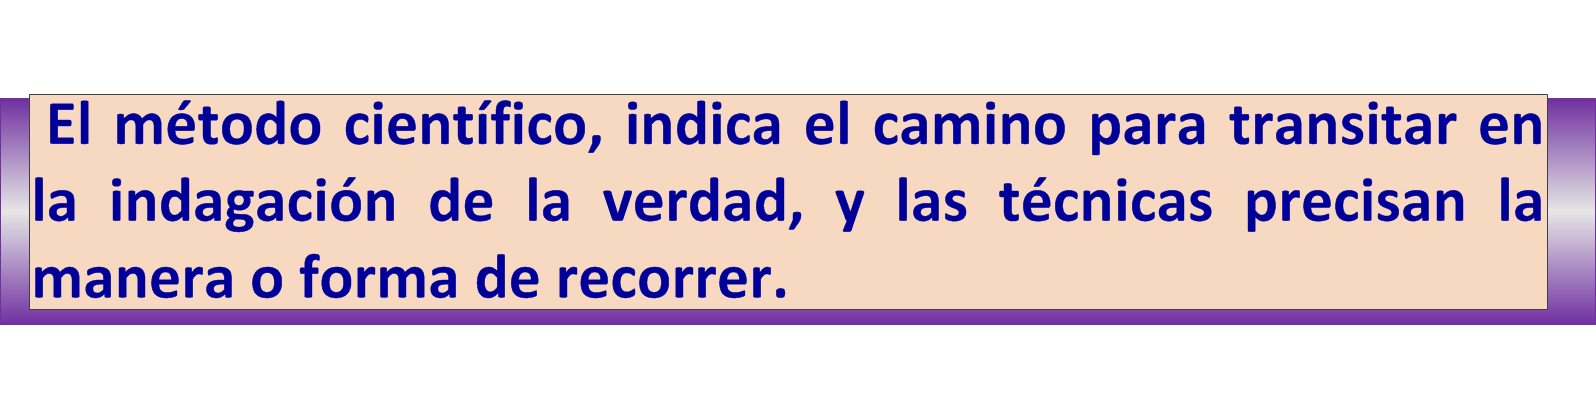 El método científico, indica el camino para transitar en
la indagación de la verdad, y las técnicas precisan la
manera o forma de recorrer.